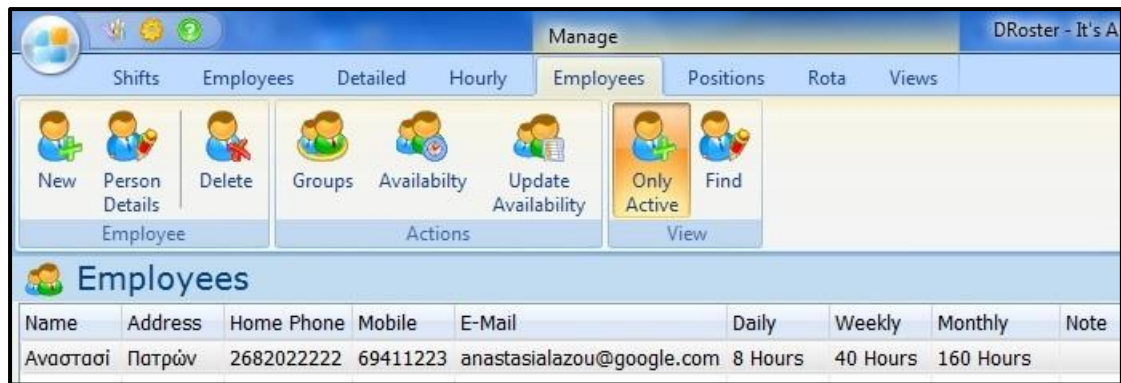 Manage
DRoster - It's A
Shifts Employees Detailed Hourly Employees Positions Rota Views
New Person Details Delete Groups Availabilty Update Availability Only Active Find
Employee Actions View
Employees
Name Address Home Phone Mobile E-Mail Daily Weekly Monthly Note
Αναστασί Πατρών 2682022222 69411223 anastasialazou@google.com 8 Hours 40 Hours 160 Hours